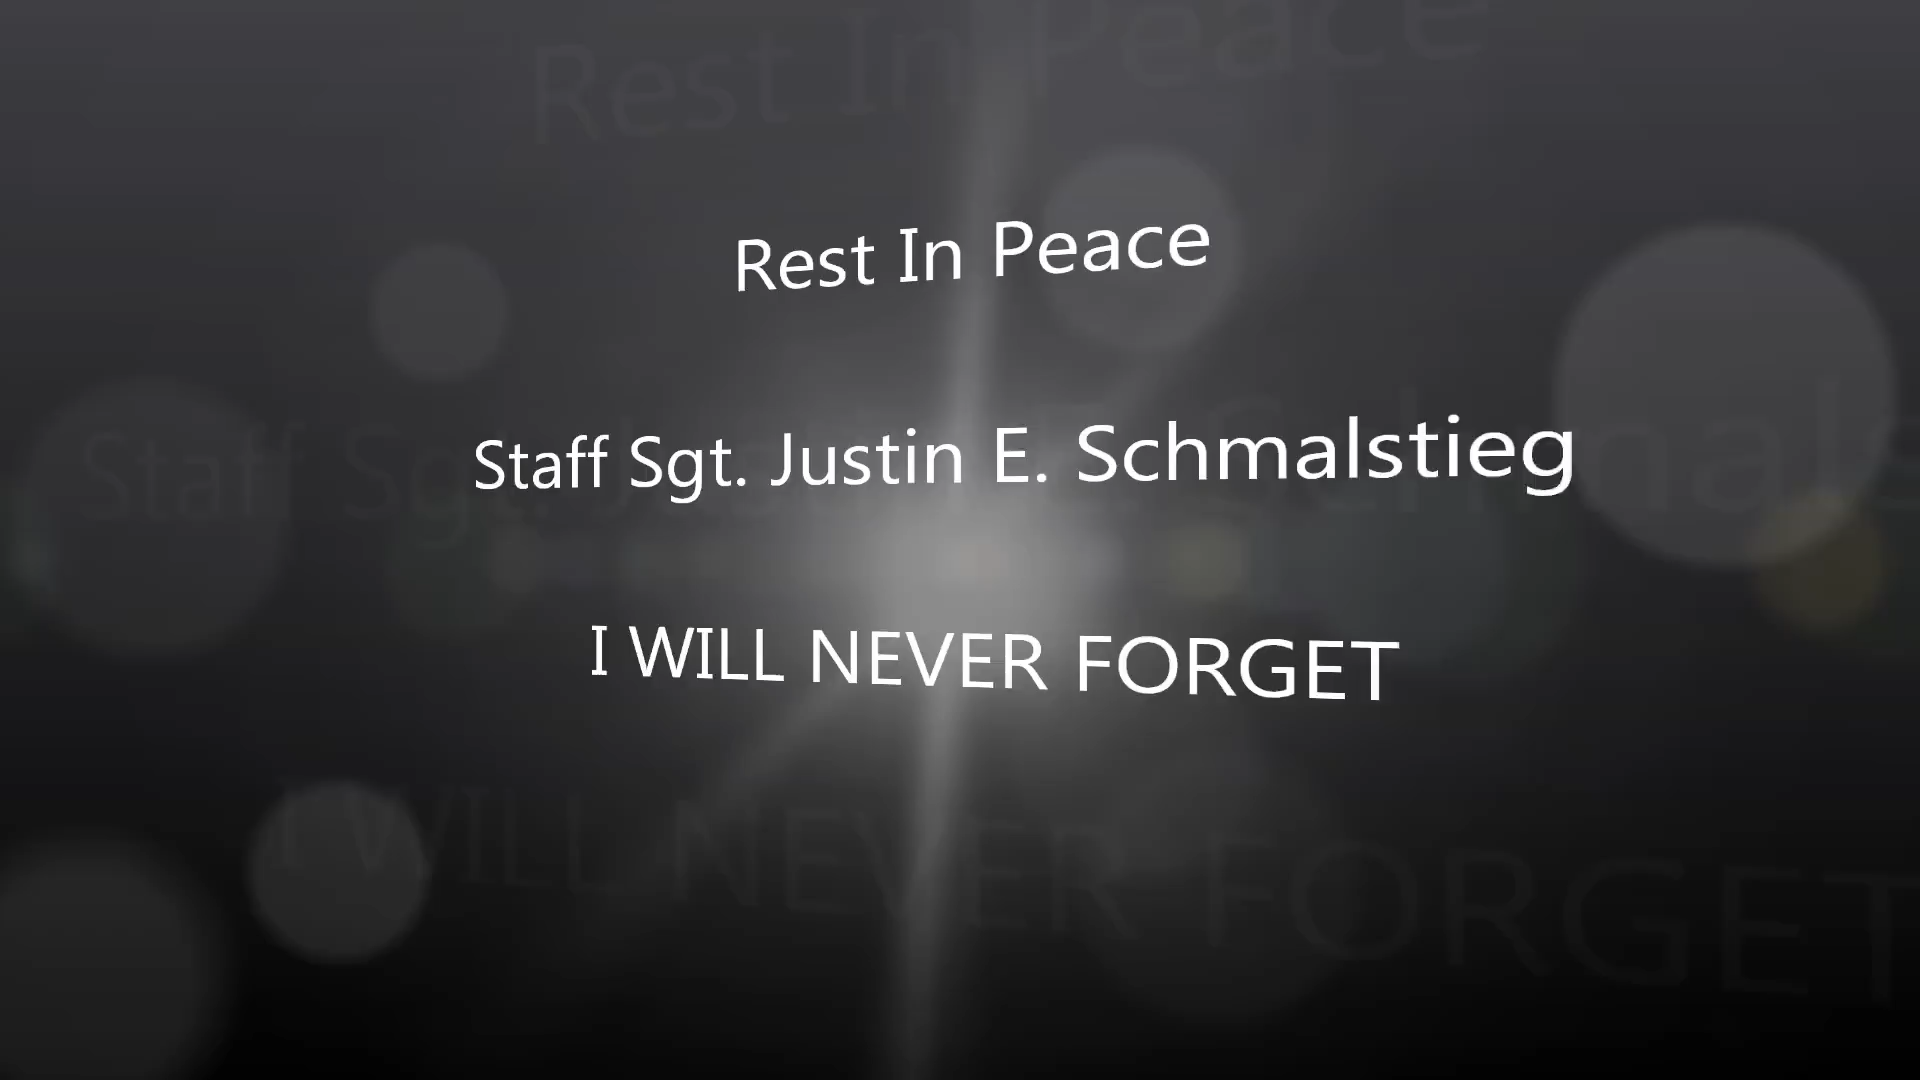 Rest In Peace
Staff Sgt. Justin E. Schmalstieg
I WILL NEVER FORGET